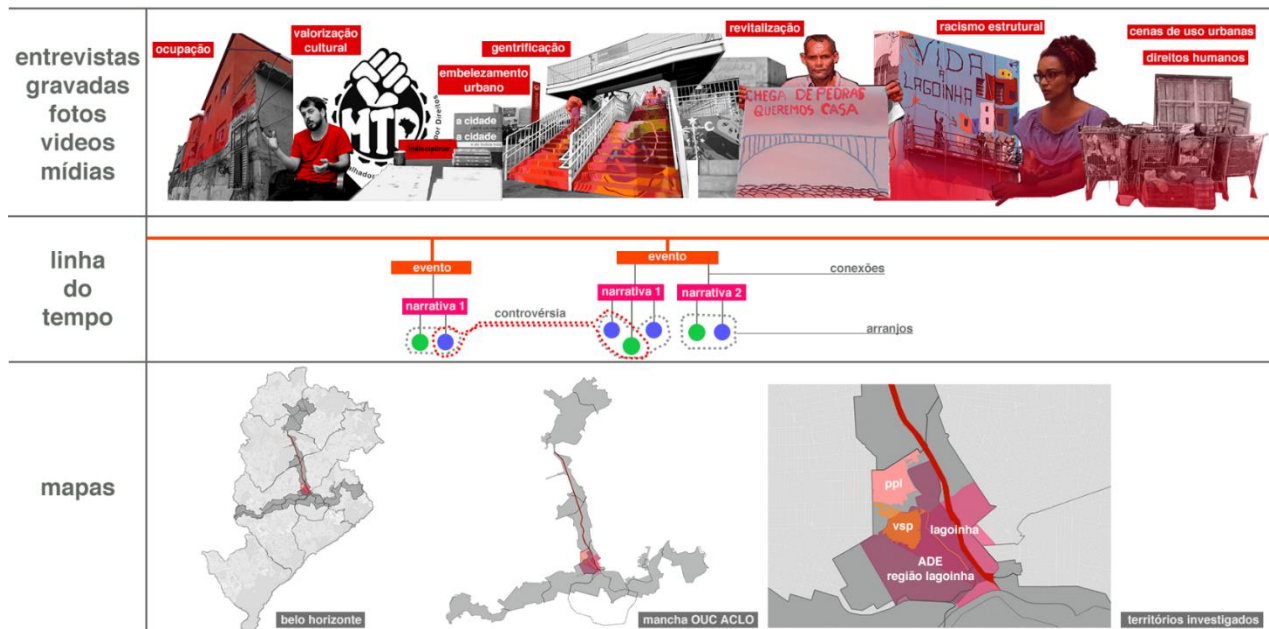 entrevistas
gravadas
fotos
videos
mídias
ocupação
valorização
cultural
gentrificação
embelezamento
urbano
revitalização
racismo estrutural
cenas de uso urbanas
direitos humanos
MTD
por Direitos
alhados
a cidade
a cidade
CHEGA DE PEDRAS
QUEREMOS CASA
VIDA
A
LAGOINHA
linha
do
tempo
evento
narrativa 1
controvérsia
evento
narrativa 1
narrativa 2
conexões
arranjos
mapas
belo horizonte
mancha OUC ACLO
ppl
vsp
lagoinha
ADE
região lagoinha
territórios investigados